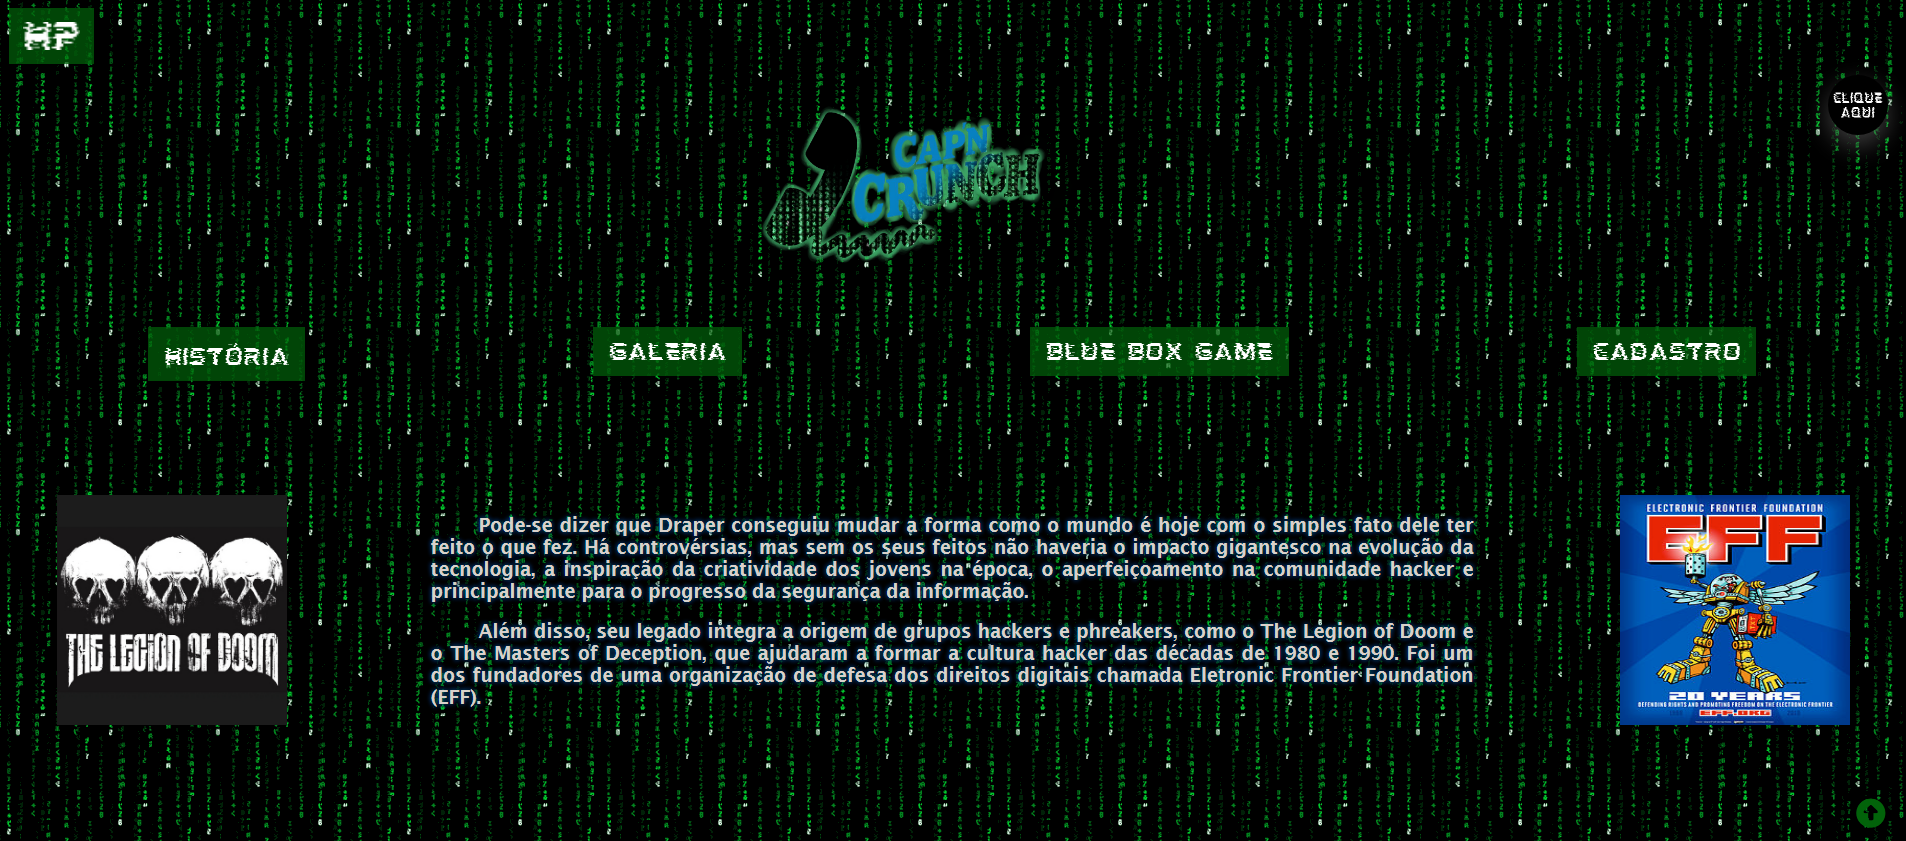 HP
CLIQUE
AQUI
CAPN
CRUNCH
HISTÓRIA
GALERIA
BLUE BOX GAME
CADASTRO
THE LEGION OF DOOM
Pode-se dizer que Draper conseguiu mudar a forma como o mundo é hoje com o simples fato dele ter
feito o que fez. Há controvérsias, mas sem os seus feitos não haveria o impacto gigantesco na evolução da
tecnologia, a inspiração da criatividade dos jovens na época, o aperfeiçoamento na comunidade hacker e
principalmente para o progresso da segurança da informação.
Além disso, seu legado integra a origem de grupos hackers e phreakers, como o The Legion of Doom e
o The Masters of Deception, que ajudaram a formar a cultura hacker das décadas de 1980 e 1990. Foi um
dos fundadores de uma organização de defesa dos direitos digitais chamada Eletronic Frontier Foundation
(EFF).
ELECTRONIC FRONTIER FOUNDATION
EFF
20 YEARS
DEFENDING RIGHTS AND PROMOTING FREEDOM ON THE ELECTRONIC FRONTIER
EFF.ORG